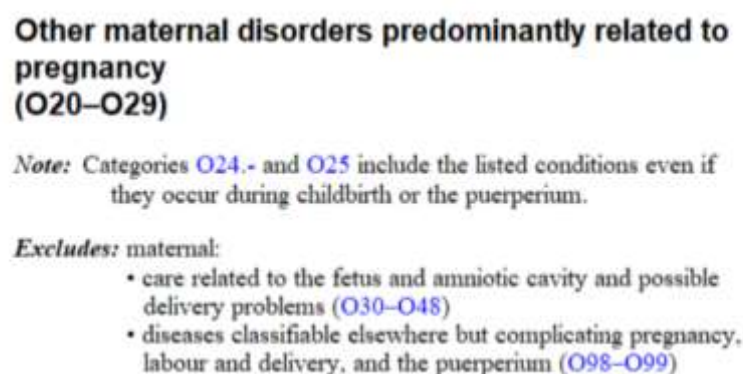 Other maternal disorders predominantly related to
pregnancy
(O20–O29)
Note: Categories O24.- and O25 include the listed conditions even if
they occur during childbirth or the puerperium.
Excludes: maternal:
• care related to the fetus and amniotic cavity and possible
delivery problems (O30–O48)
• diseases classifiable elsewhere but complicating pregnancy,
labour and delivery, and the puerperium (O98–O99)